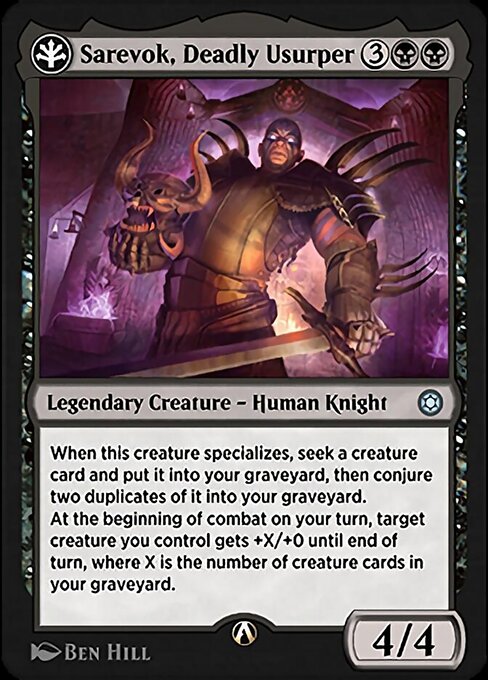 Sarevok, Deadly Usurper 3
Legendary Creature – Human Knight
When this creature specializes, seek a creature
card and put it into your graveyard, then conjure
two duplicates of it into your graveyard.
At the beginning of combat on your turn, target
creature you control gets +X/+0 until end of
turn, where X is the number of creature cards in
your graveyard.
4/4
Ben Hill